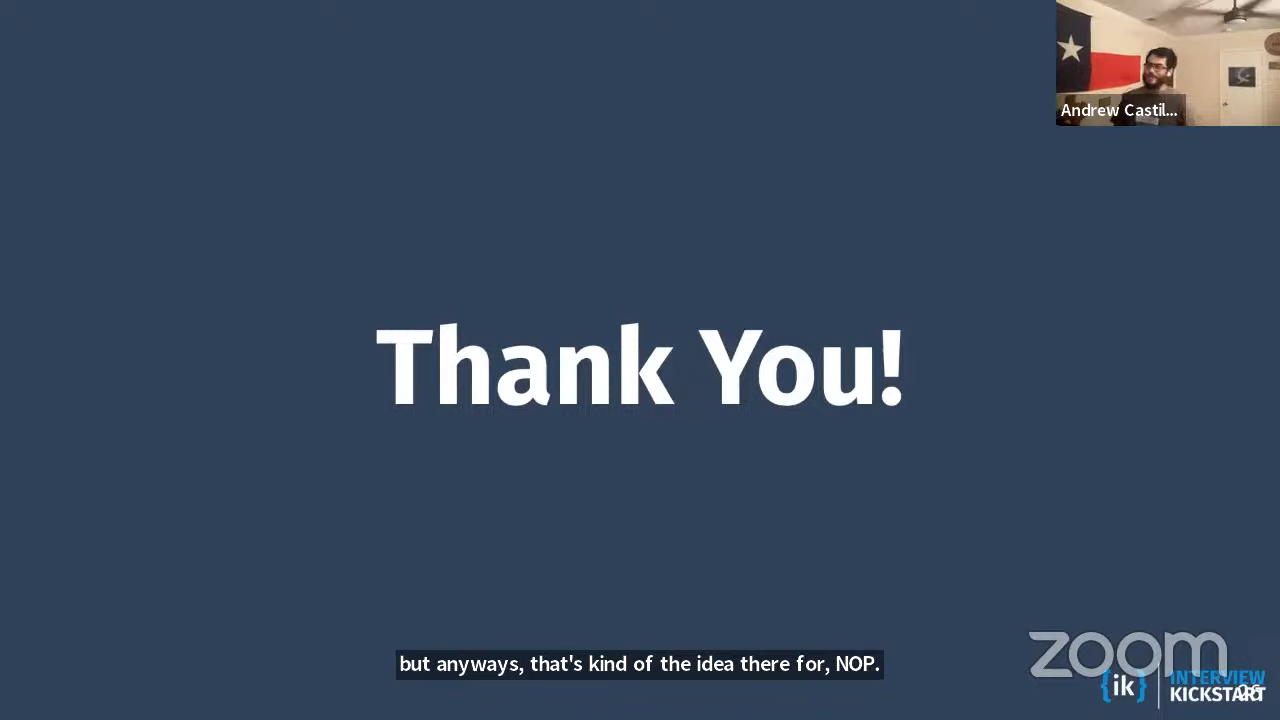 Andrew Castil...
Thank You!
but anyways, that's kind of the idea there for, NOP.
zoom
{ik} INTERVIEW
KICKSTART